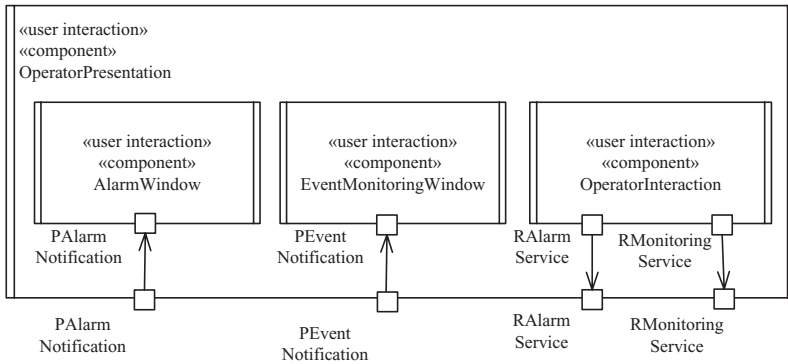 «user interaction»
«component»
OperatorPresentation
«user interaction»
«component»
AlarmWindow
«user interaction»
«component»
EventMonitoringWindow
«user interaction»
«component»
OperatorInteraction
PAlarm
Notification
PEvent
Notification
RAlarm
Service
RMonitoring
Service
PAlarm
Notification
PEvent
Notification
RAlarm
Service
RMonitoring
Service